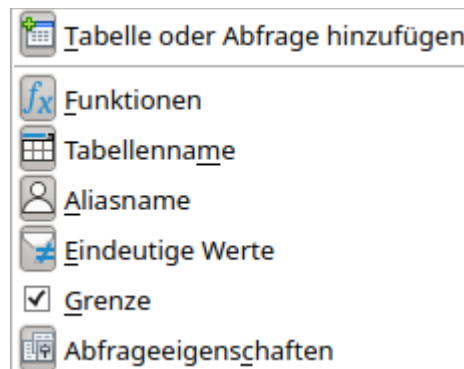 Tabelle oder Abfrage hinzufügen
Funktionen
Tabellenname
Aliasname
Eindeutige Werte
Grenze
Abfrageeigenschaften